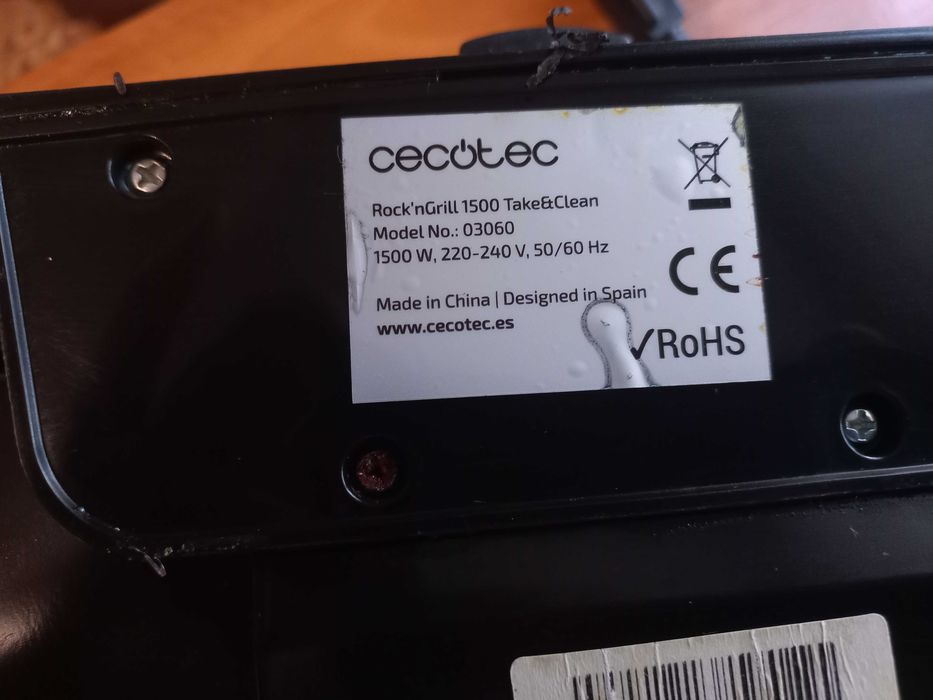 cecotec
Rock'nGrill 1500 Take&Clean
Model No.: 03060
1500 W, 220-240 V, 50/60 Hz
CE
Made in China | Designed in Spain
www.cecotec.es
✓RoHS